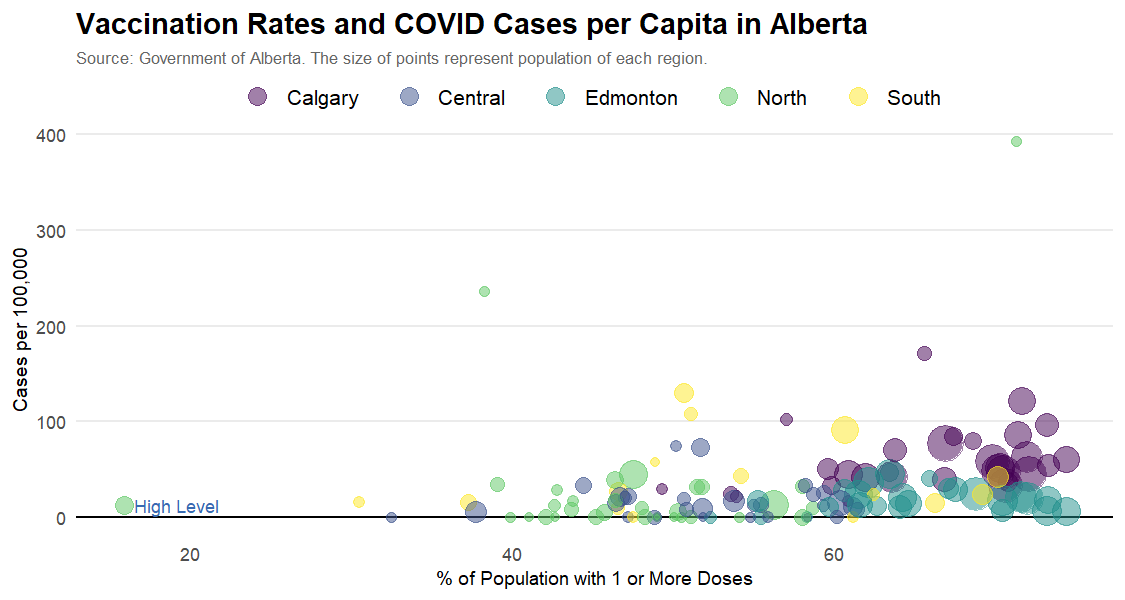 Vaccination Rates and COVID Cases per Capita in Alberta
Source: Government of Alberta. The size of points represent population of each region.
Calgary Central Edmonton North South
400
300
200
100
0
Cases per 100,000
High Level
20 40 60
% of Population with 1 or More Doses